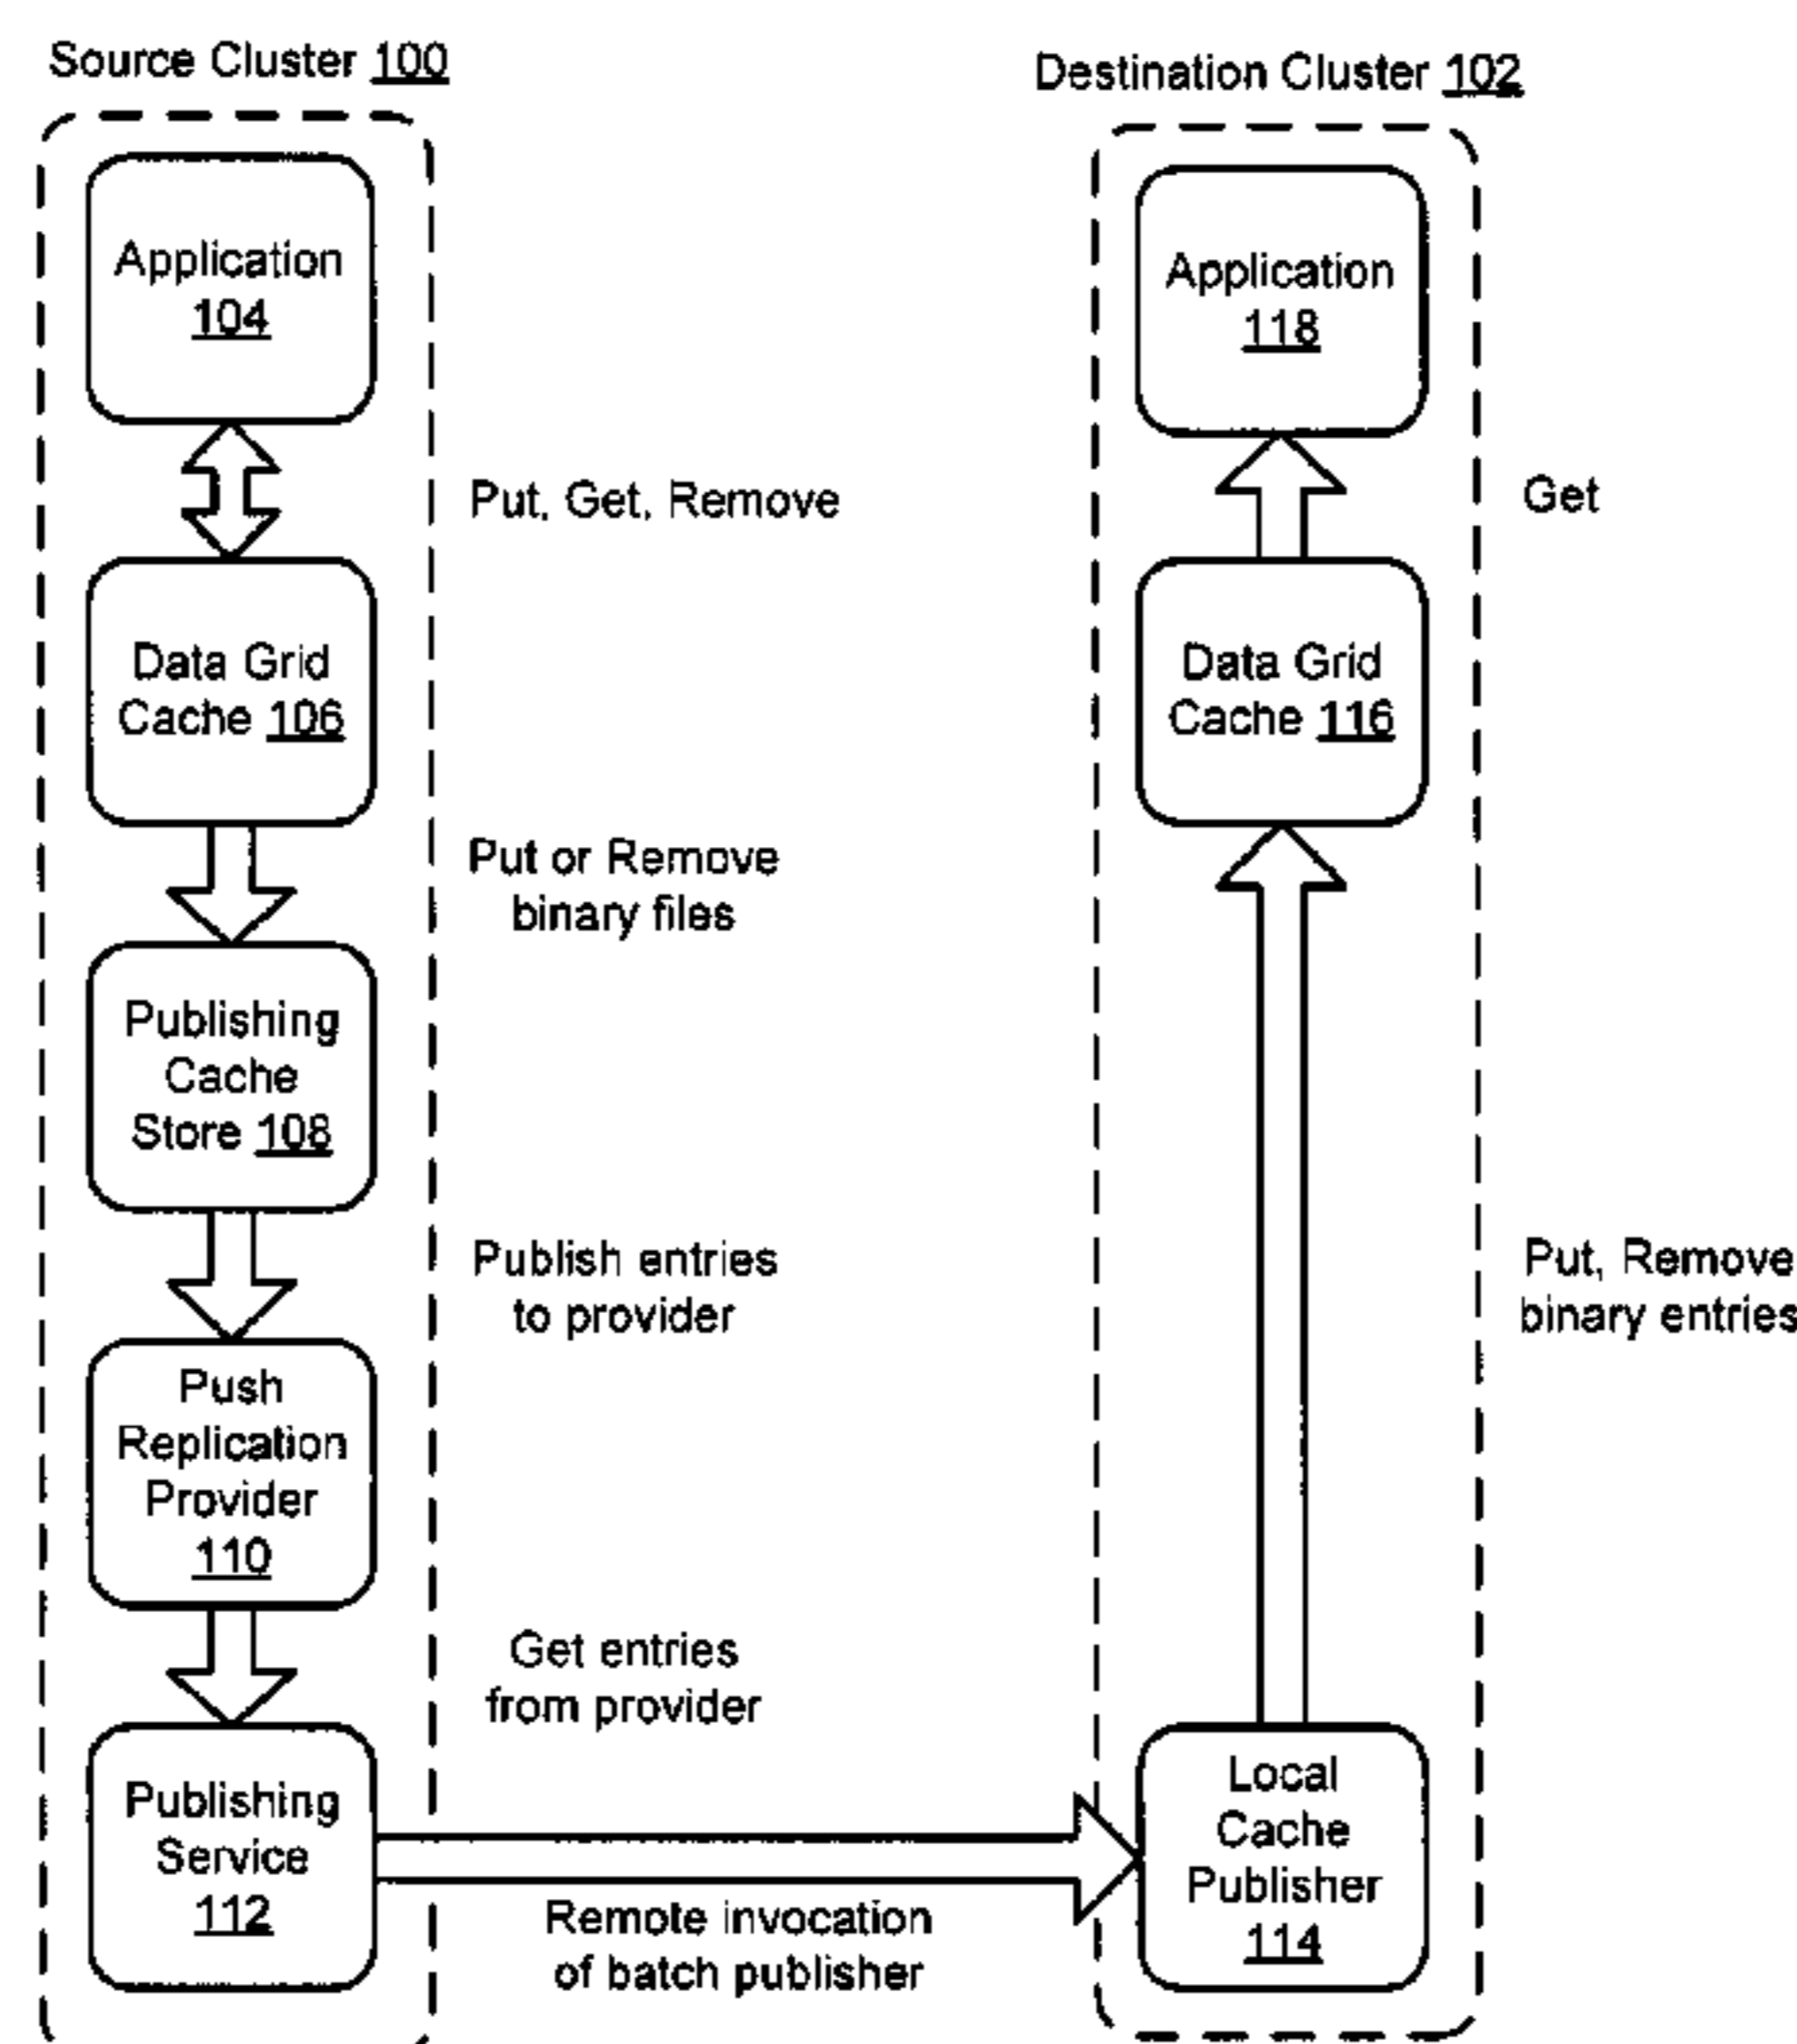 Source Cluster 100
Application
104
Put, Get, Remove
Data Grid
Cache 106
Put or Remove
binary files
Publishing
Cache
Store 108
Publish entries
to provider
Push
Replication
Provider
110
Get entries
from provider
Publishing
Service
112
Remote invocation
of batch publisher
Destination Cluster 102
Application
118
Get
Data Grid
Cache 116
Put, Remove
binary entries
Local
Cache
Publisher
114